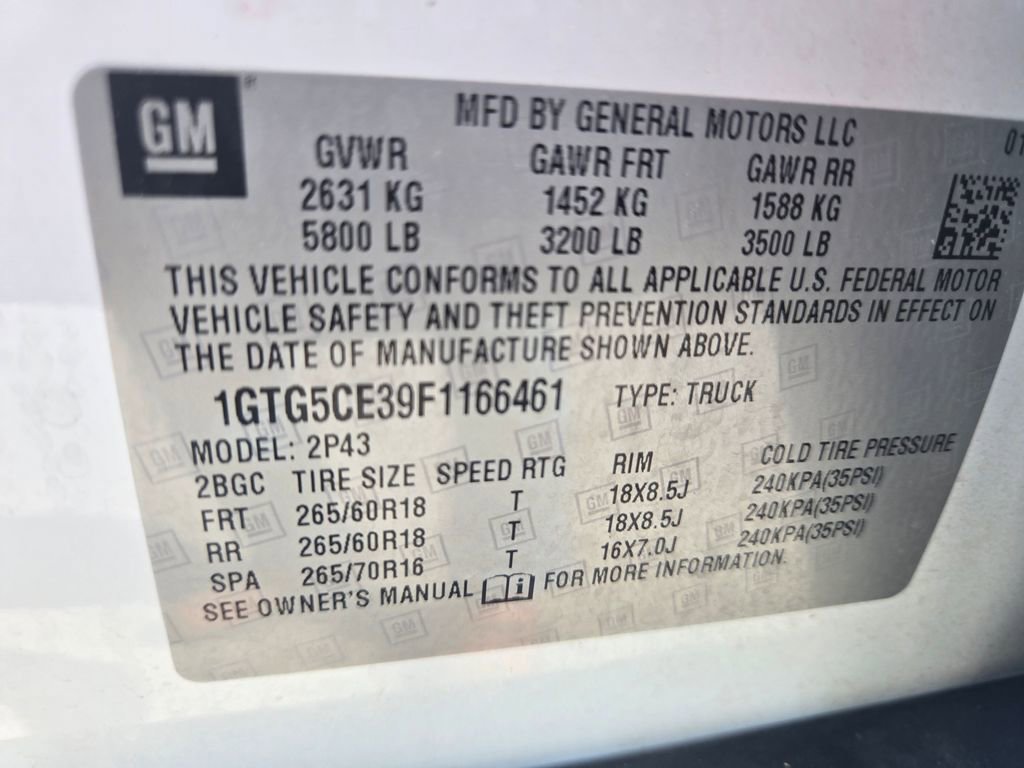 GM
MFD BY GENERAL MOTORS LLC 01
GVWR GAWR FRT GAWR RR
2631 KG 1452 KG 1588 KG
5800 LB 3200 LB 3500 LB
THIS VEHICLE CONFORMS TO ALL APPLICABLE U.S. FEDERAL MOTOR
VEHICLE SAFETY AND THEFT PREVENTION STANDARDS IN EFFECT ON
THE DATE OF MANUFACTURE SHOWN ABOVE.
1GTG5CE39F1166461 TYPE: TRUCK
MODEL: 2P43
2BGC TIRE SIZE SPEED RTG RIM COLD TIRE PRESSURE
FRT 265/60R18 T 18X8.5J 240KPA(35PSI)
RR 265/60R18 T 18X8.5J 240KPA(35PSI)
SPA 265/70R16 T 16X7.0J 240KPA(35PSI)
SEE OWNER'S MANUAL FOR MORE INFORMATION.